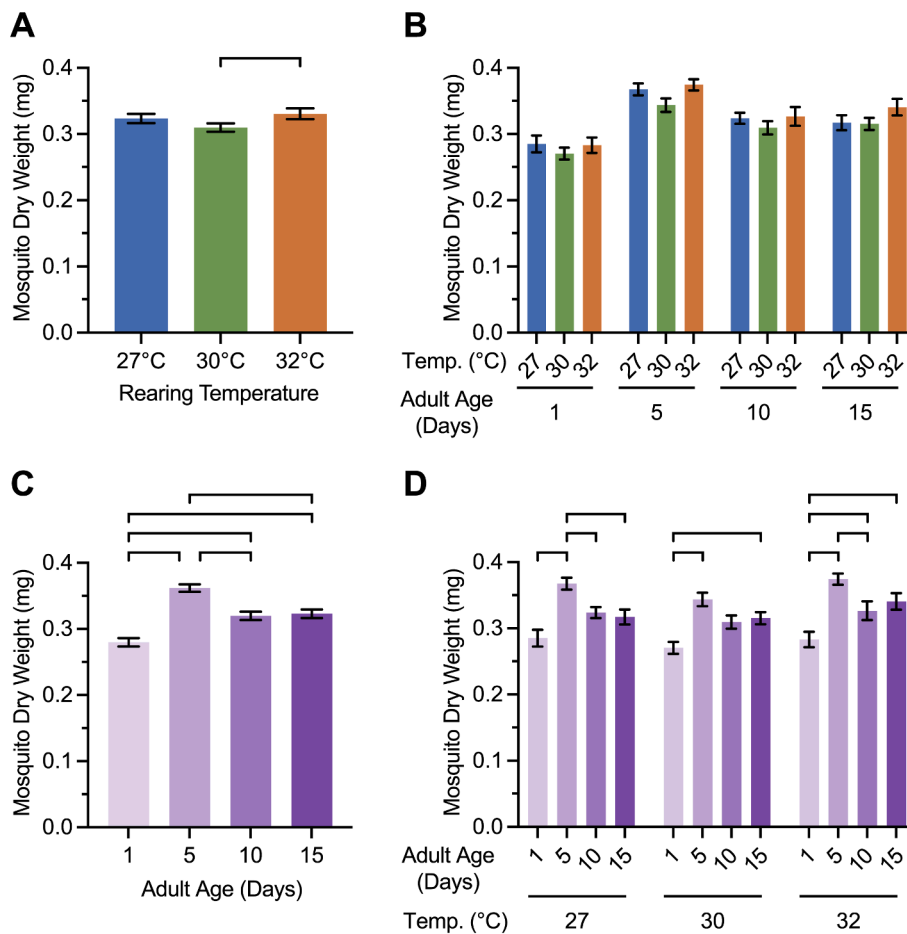 A
Mosquito Dry Weight (mg)
0.4
0.3
0.2
0.1
0.0
27°C 30°C 32°C
Rearing Temperature
B
Mosquito Dry Weight (mg)
0.4
0.3
0.2
0.1
0.0
Temp. (°C) 27 30 32 27 30 32 27 30 32 27 30 32
Adult Age 1 5 10 15
(Days)
C
Mosquito Dry Weight (mg)
0.4
0.3
0.2
0.1
0.0
1 5 10 15
Adult Age (Days)
D
Mosquito Dry Weight (mg)
0.4
0.3
0.2
0.1
0.0
Adult Age 1 5 10 15 1 5 10 15 1 5 10 15
(Days)
Temp. (°C) 27 30 32